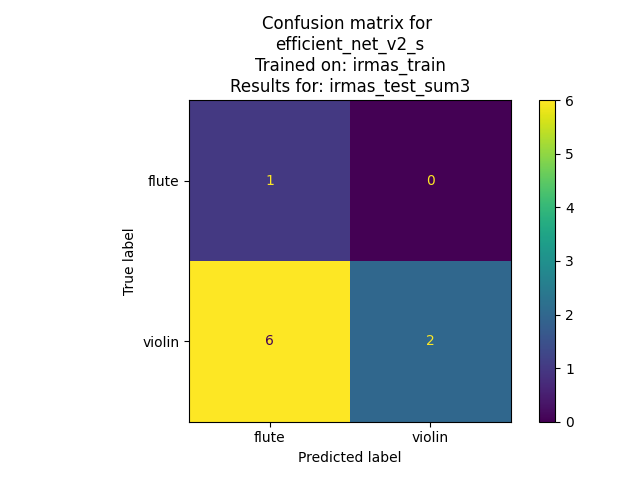 Confusion matrix for
efficient_net_v2_s
Trained on: irmas_train
Results for: irmas_test_sum3
True label
flute
violin
1
0
6
2
flute
violin
Predicted label
6
5
4
3
2
1
0